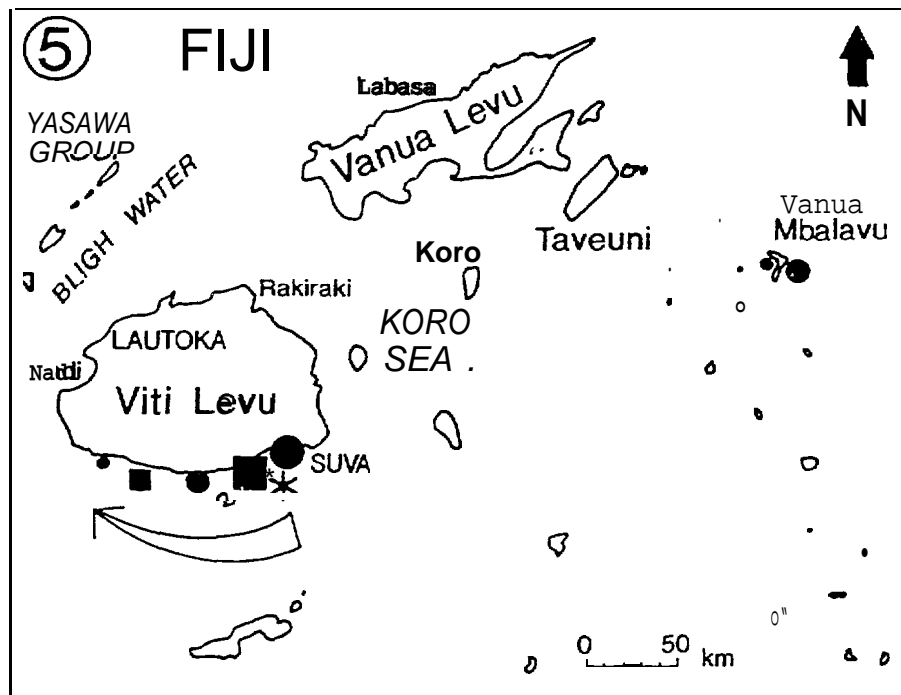 ⑤ FIJI
N
YASAWA
GROUP
BLIGH WATER
Labasa
Vanua Levu
Taveuni
Vanua
Mbalavu
Koro
KORO
SEA
Rakiraki
LAUTOKA
Viti Levu
SUVA
2
0 50
km